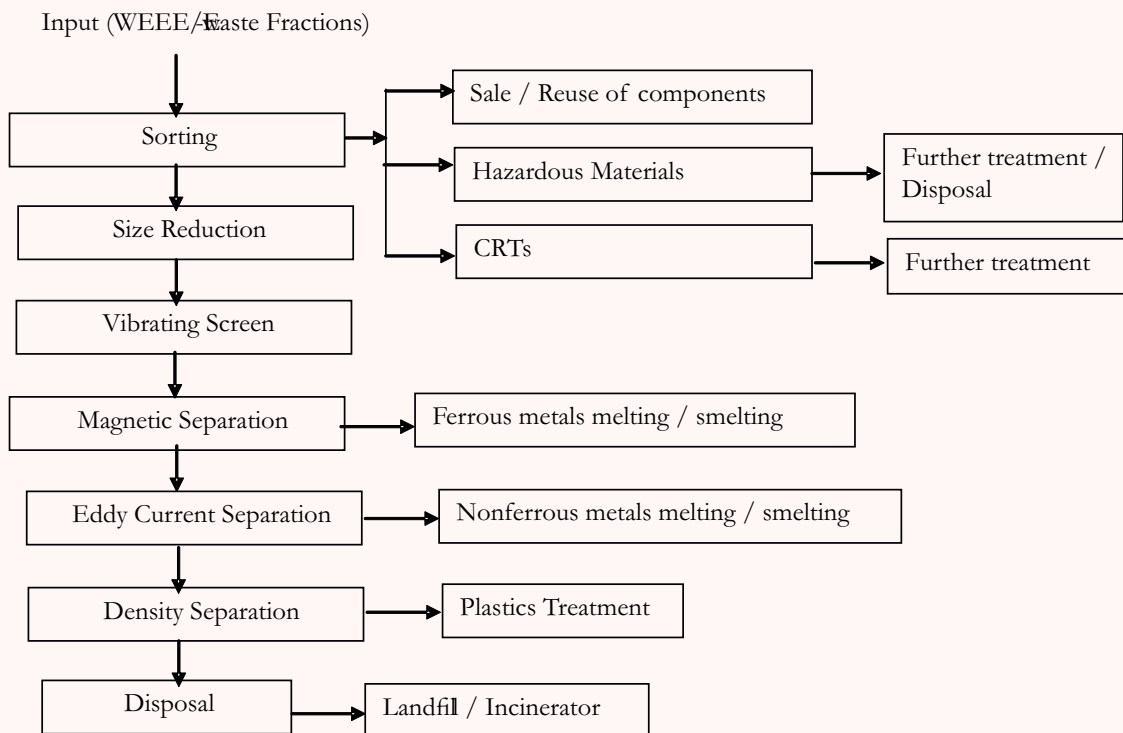 Input (WEEE/E-waste Fractions)
Sale / Reuse of components
Sorting
Hazardous Materials
Further treatment /
Disposal
Size Reduction
CRTs
Further treatment
Vibrating Screen
Magnetic Separation
Ferrous metals melting / smelting
Eddy Current Separation
Nonferrous metals melting / smelting
Density Separation
Plastics Treatment
Disposal
Landfill / Incinerator